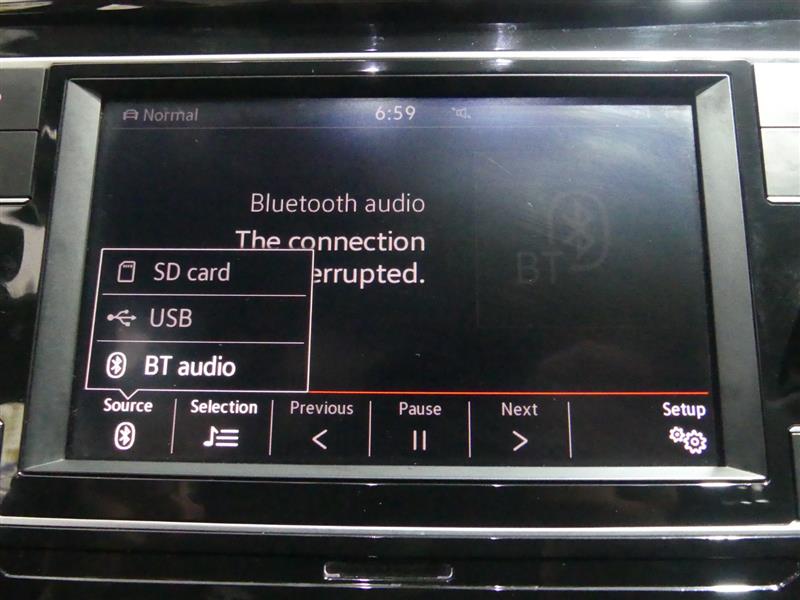 Normal
6:59
Bluetooth audio
The connection
errupted.
BT
SD card
USB
BT audio
Source
Selection
Previous
Pause
Next
Setup